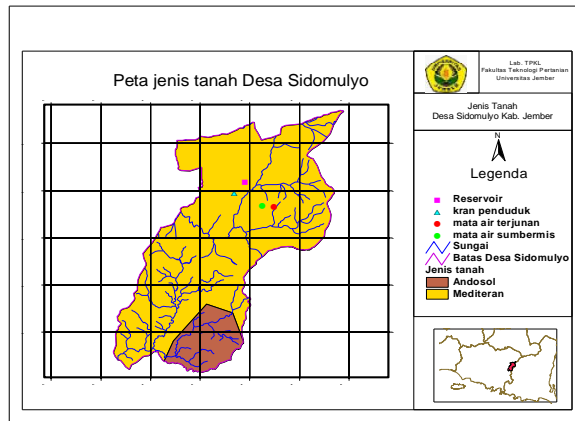 Peta jenis tanah Desa Sidomulyo
Lab. TPKL
Fakultas Teknologi Pertanian
Universitas Jember
Jenis Tanah
Desa Sidomulyo Kab. Jember
N
Legenda
Reservoir
kran penduduk
mata air terjunan
mata air sumbermis
Sungai
Batas Desa Sidomulyo
Jenis tanah
Andosol
Mediteran